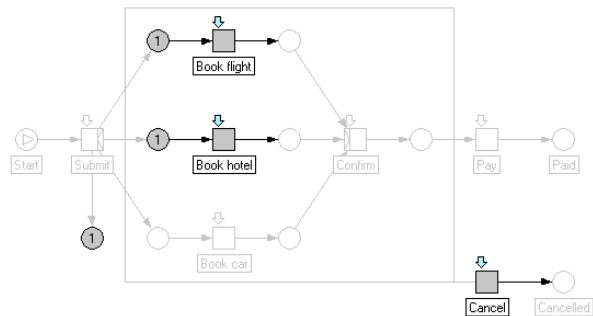 1
Book flight
1
Start
Submit
Book hotel
Confirm
Pay
Paid
1
Book car
Cancel
Cancelled